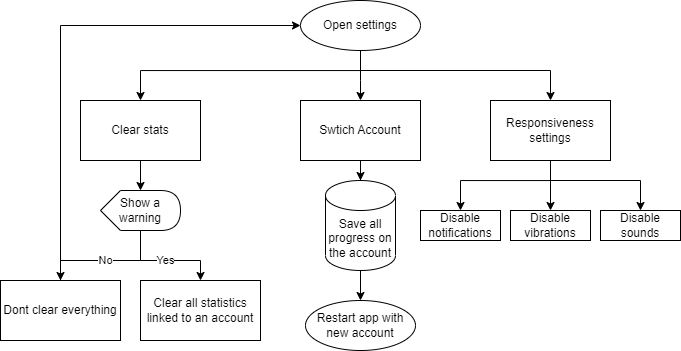 Open settings
Clear stats
Swtich Account
Responsiveness
settings
Show a
warning
Save all
progress on
the account
Disable
notifications
Disable
vibrations
Disable
sounds
No
Yes
Dont clear everything
Clear all statistics
linked to an account
Restart app with
new account